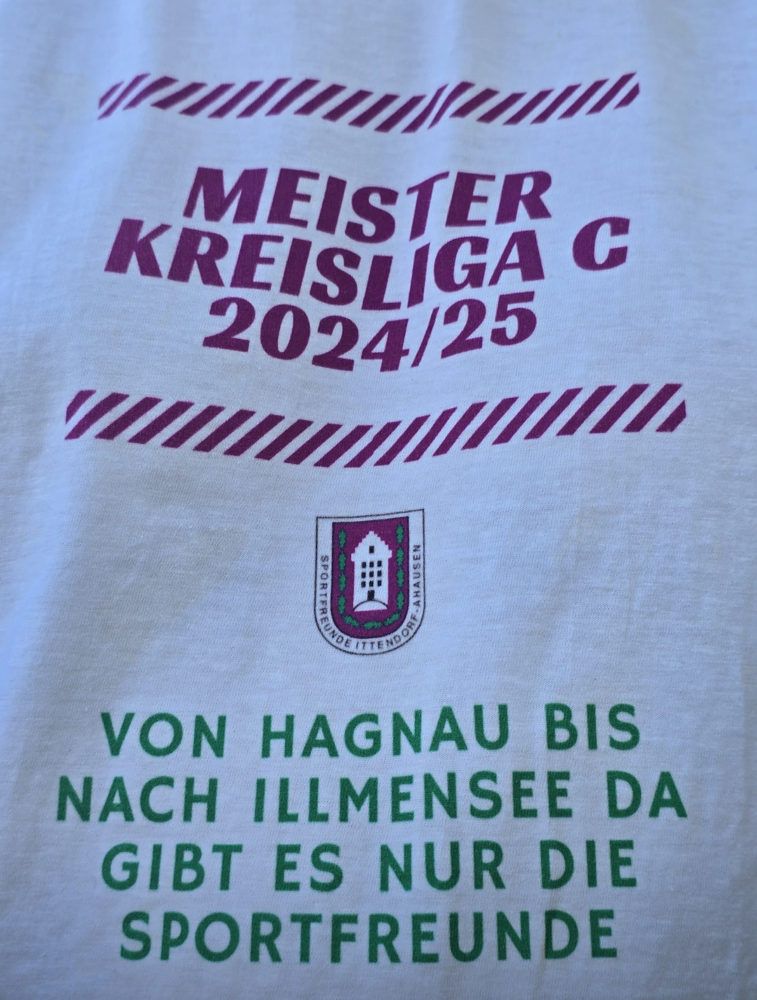 MEISTER
KREISLIGA C
2024/25
SPORTFREUNDE ITTENDORF-AHAUSEN
VON HAGNAU BIS
NACH ILLMENSEE DA
GIBT ES NUR DIE
SPORTFREUNDE